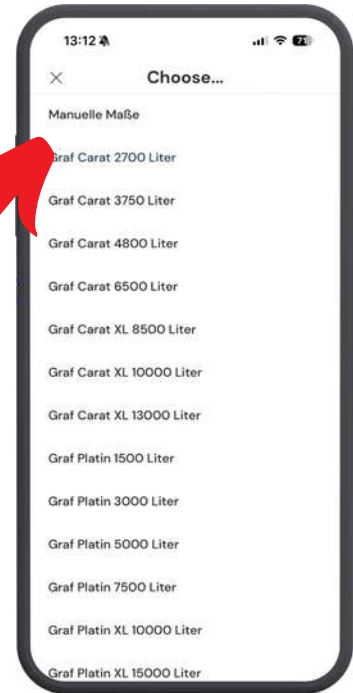 13:12
71
Choose...
Manuelle Maße
Graf Carat 2700 Liter
Graf Carat 3750 Liter
Graf Carat 4800 Liter
Graf Carat 6500 Liter
Graf Carat XL 8500 Liter
Graf Carat XL 10000 Liter
Graf Carat XL 13000 Liter
Graf Platin 1500 Liter
Graf Platin 3000 Liter
Graf Platin 5000 Liter
Graf Platin 7500 Liter
Graf Platin XL 10000 Liter
Graf Platin XL 15000 Liter